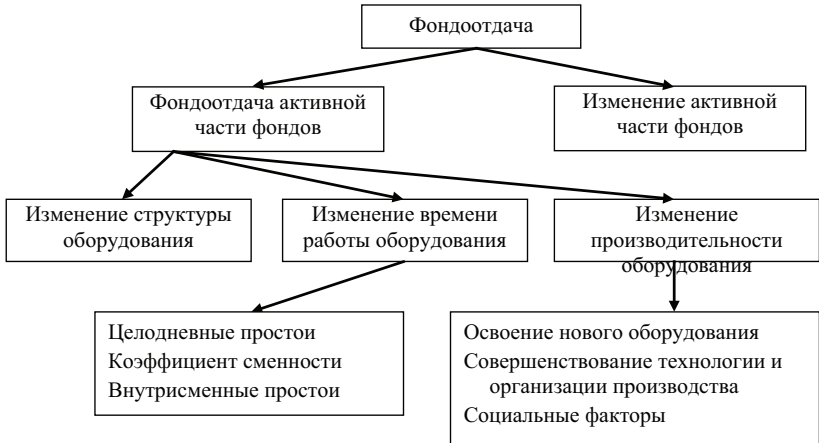 Фондоотдача
Фондоотдача активной
части фондов
Изменение активной
части фондов
Изменение структуры
оборудования
Изменение времени
работы оборудования
Изменение
производительности
оборудования
Целодневные простои
Коэффициент сменности
Внутрисменные простои
Освоение нового оборудования
Совершенствование технологии и
организации производства
Социальные факторы